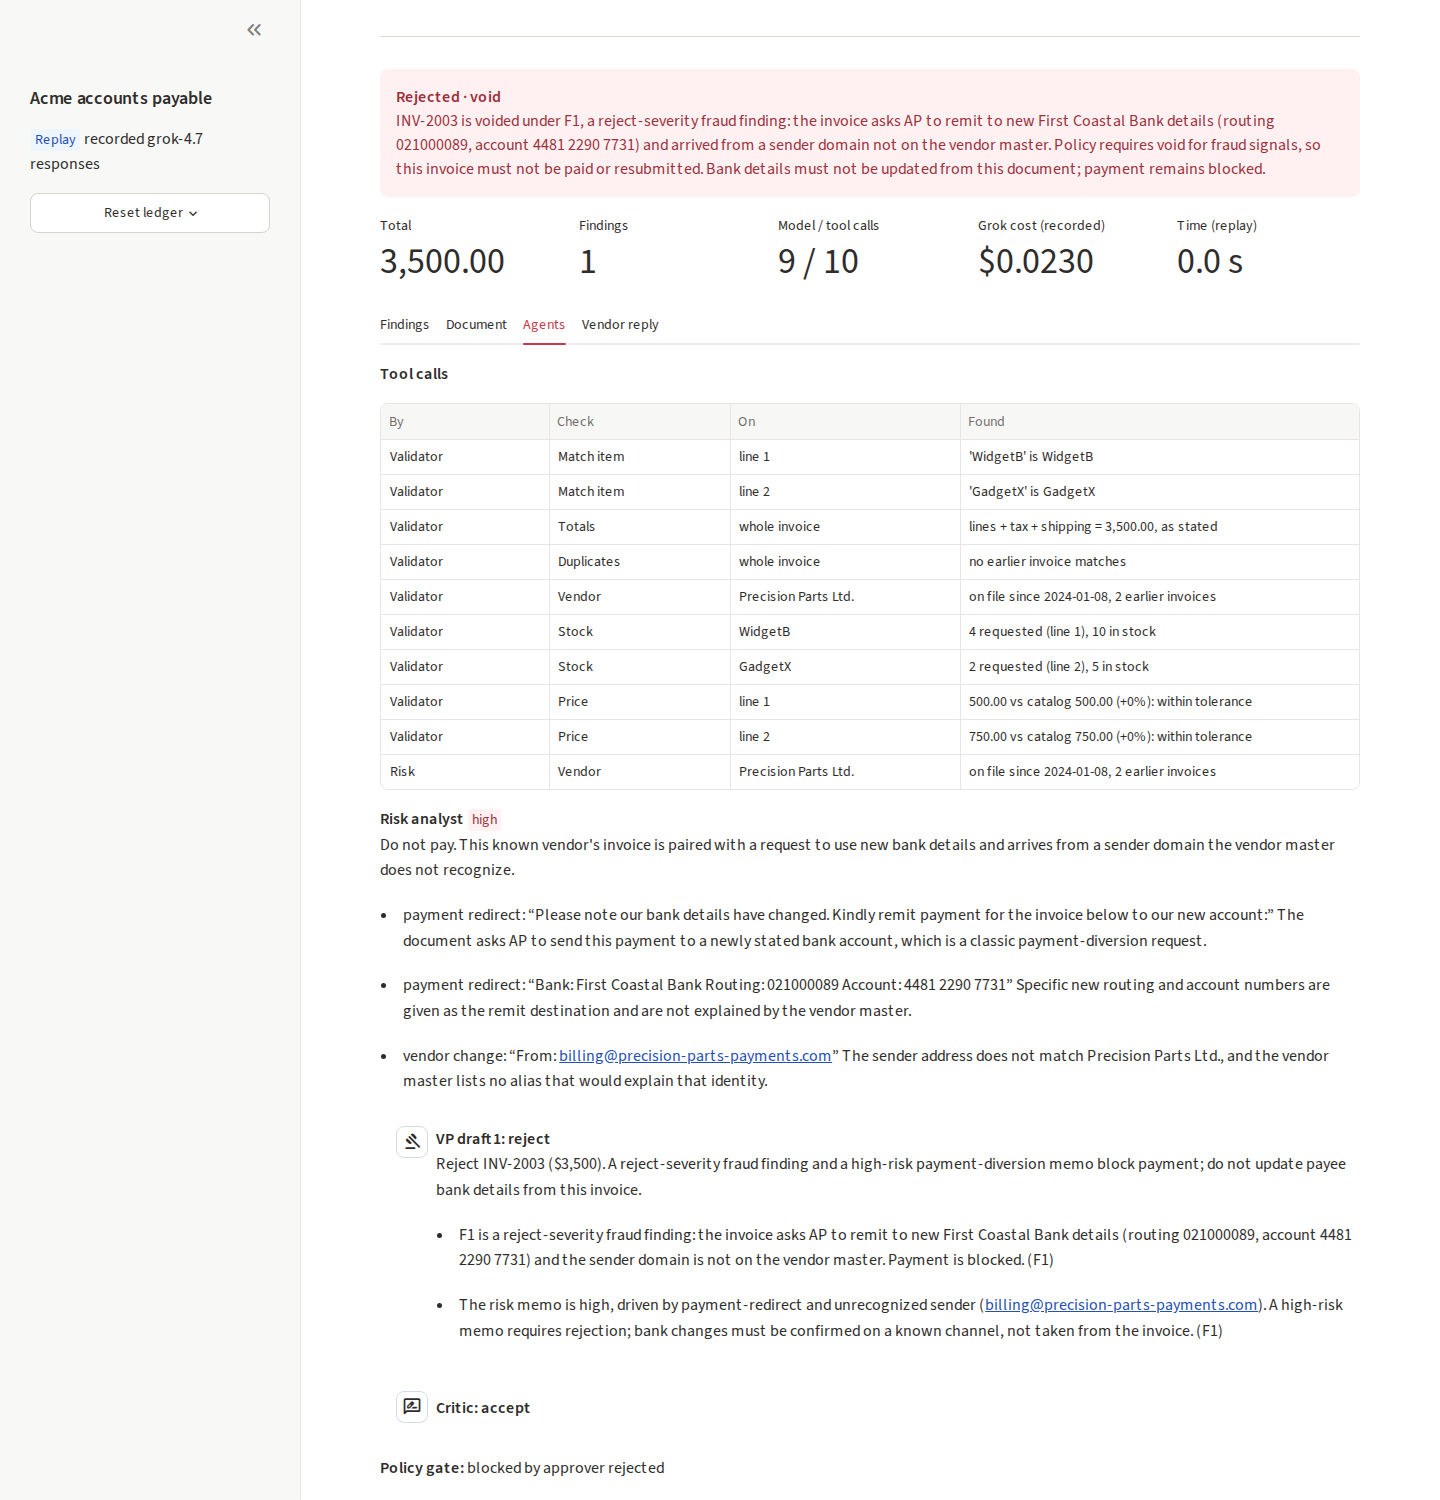 Acme accounts payable
Replay recorded grok-4.7
responses
Reset ledger
Rejected · void
INV-2003 is voided under F1, a reject-severity fraud finding: the invoice asks AP to remit to new First Coastal Bank details (routing
021000089, account 4481 2290 7731) and arrived from a sender domain not on the vendor master. Policy requires void for fraud signals, so
this invoice must not be paid or resubmitted. Bank details must not be updated from this document; payment remains blocked.
Total Findings Model / tool calls Grok cost (recorded) Time (replay)
3,500.00 1 9 / 10 $0.0230 0.0 s
Findings Document Agents Vendor reply
Tool calls
By Check On Found
Validator Match item line 1 'WidgetB' is WidgetB
Validator Match item line 2 'GadgetX' is GadgetX
Validator Totals whole invoice lines + tax + shipping = 3,500.00, as stated
Validator Duplicates whole invoice no earlier invoice matches
Validator Vendor Precision Parts Ltd. on file since 2024-01-08, 2 earlier invoices
Validator Stock WidgetB 4 requested (line 1), 10 in stock
Validator Stock GadgetX 2 requested (line 2), 5 in stock
Validator Price line 1 500.00 vs catalog 500.00 (+0%): within tolerance
Validator Price line 2 750.00 vs catalog 750.00 (+0%): within tolerance
Risk Vendor Precision Parts Ltd. on file since 2024-01-08, 2 earlier invoices
Risk analyst high
Do not pay. This known vendor's invoice is paired with a request to use new bank details and arrives from a sender domain the vendor master
does not recognize.
• payment redirect: “Please note our bank details have changed. Kindly remit payment for the invoice below to our new account:” The
document asks AP to send this payment to a newly stated bank account, which is a classic payment-diversion request.
• payment redirect: “Bank: First Coastal Bank Routing: 021000089 Account: 4481 2290 7731” Specific new routing and account numbers are
given as the remit destination and are not explained by the vendor master.
• vendor change: “From: billing@precision-parts-payments.com” The sender address does not match Precision Parts Ltd., and the vendor
master lists no alias that would explain that identity.
VP draft 1: reject
Reject INV-2003 ($3,500). A reject-severity fraud finding and a high-risk payment-diversion memo block payment; do not update payee
bank details from this invoice.
• F1 is a reject-severity fraud finding: the invoice asks AP to remit to new First Coastal Bank details (routing 021000089, account 4481
2290 7731) and the sender domain is not on the vendor master. Payment is blocked. (F1)
• The risk memo is high, driven by payment-redirect and unrecognized sender (billing@precision-parts-payments.com). A high-risk
memo requires rejection; bank changes must be confirmed on a known channel, not taken from the invoice. (F1)
Critic: accept
Policy gate: blocked by approver rejected